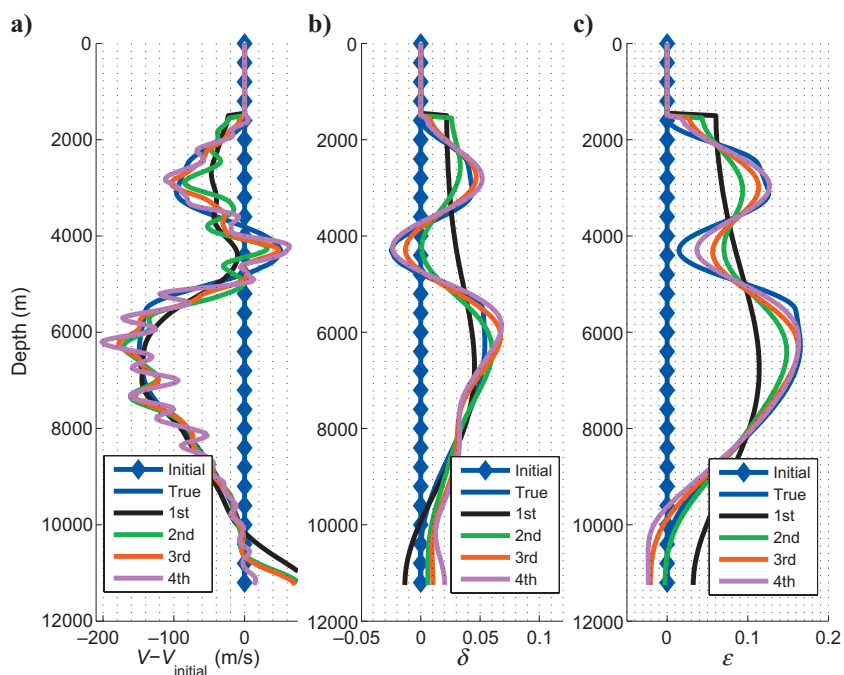 a)
0
2000
4000
6000
8000
10000
12000
Depth (m)
Initial
True
1st
2nd
3rd
4th
−200 −100 0
V−Vinitial (m/s)
b)
0
2000
4000
6000
8000
10000
12000
Initial
True
1st
2nd
3rd
4th
−0.05 0 0.05 0.1
δ
c)
0
2000
4000
6000
8000
10000
12000
Initial
True
1st
2nd
3rd
4th
0 0.1 0.2
ε